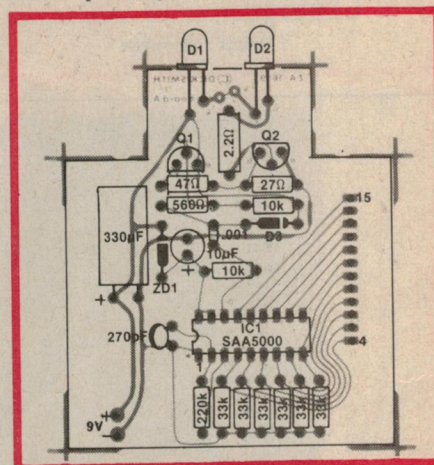 D1 D2
Q1 Q2
2.2Ω
47Ω 27Ω
560Ω 10k
330µF .001 D3
10µF
+
ZD1 10k
15
+
270pF
IC1
SAA5000
1
4
220k 33k 33k 33k 33k 33k 33k
+
9V
−